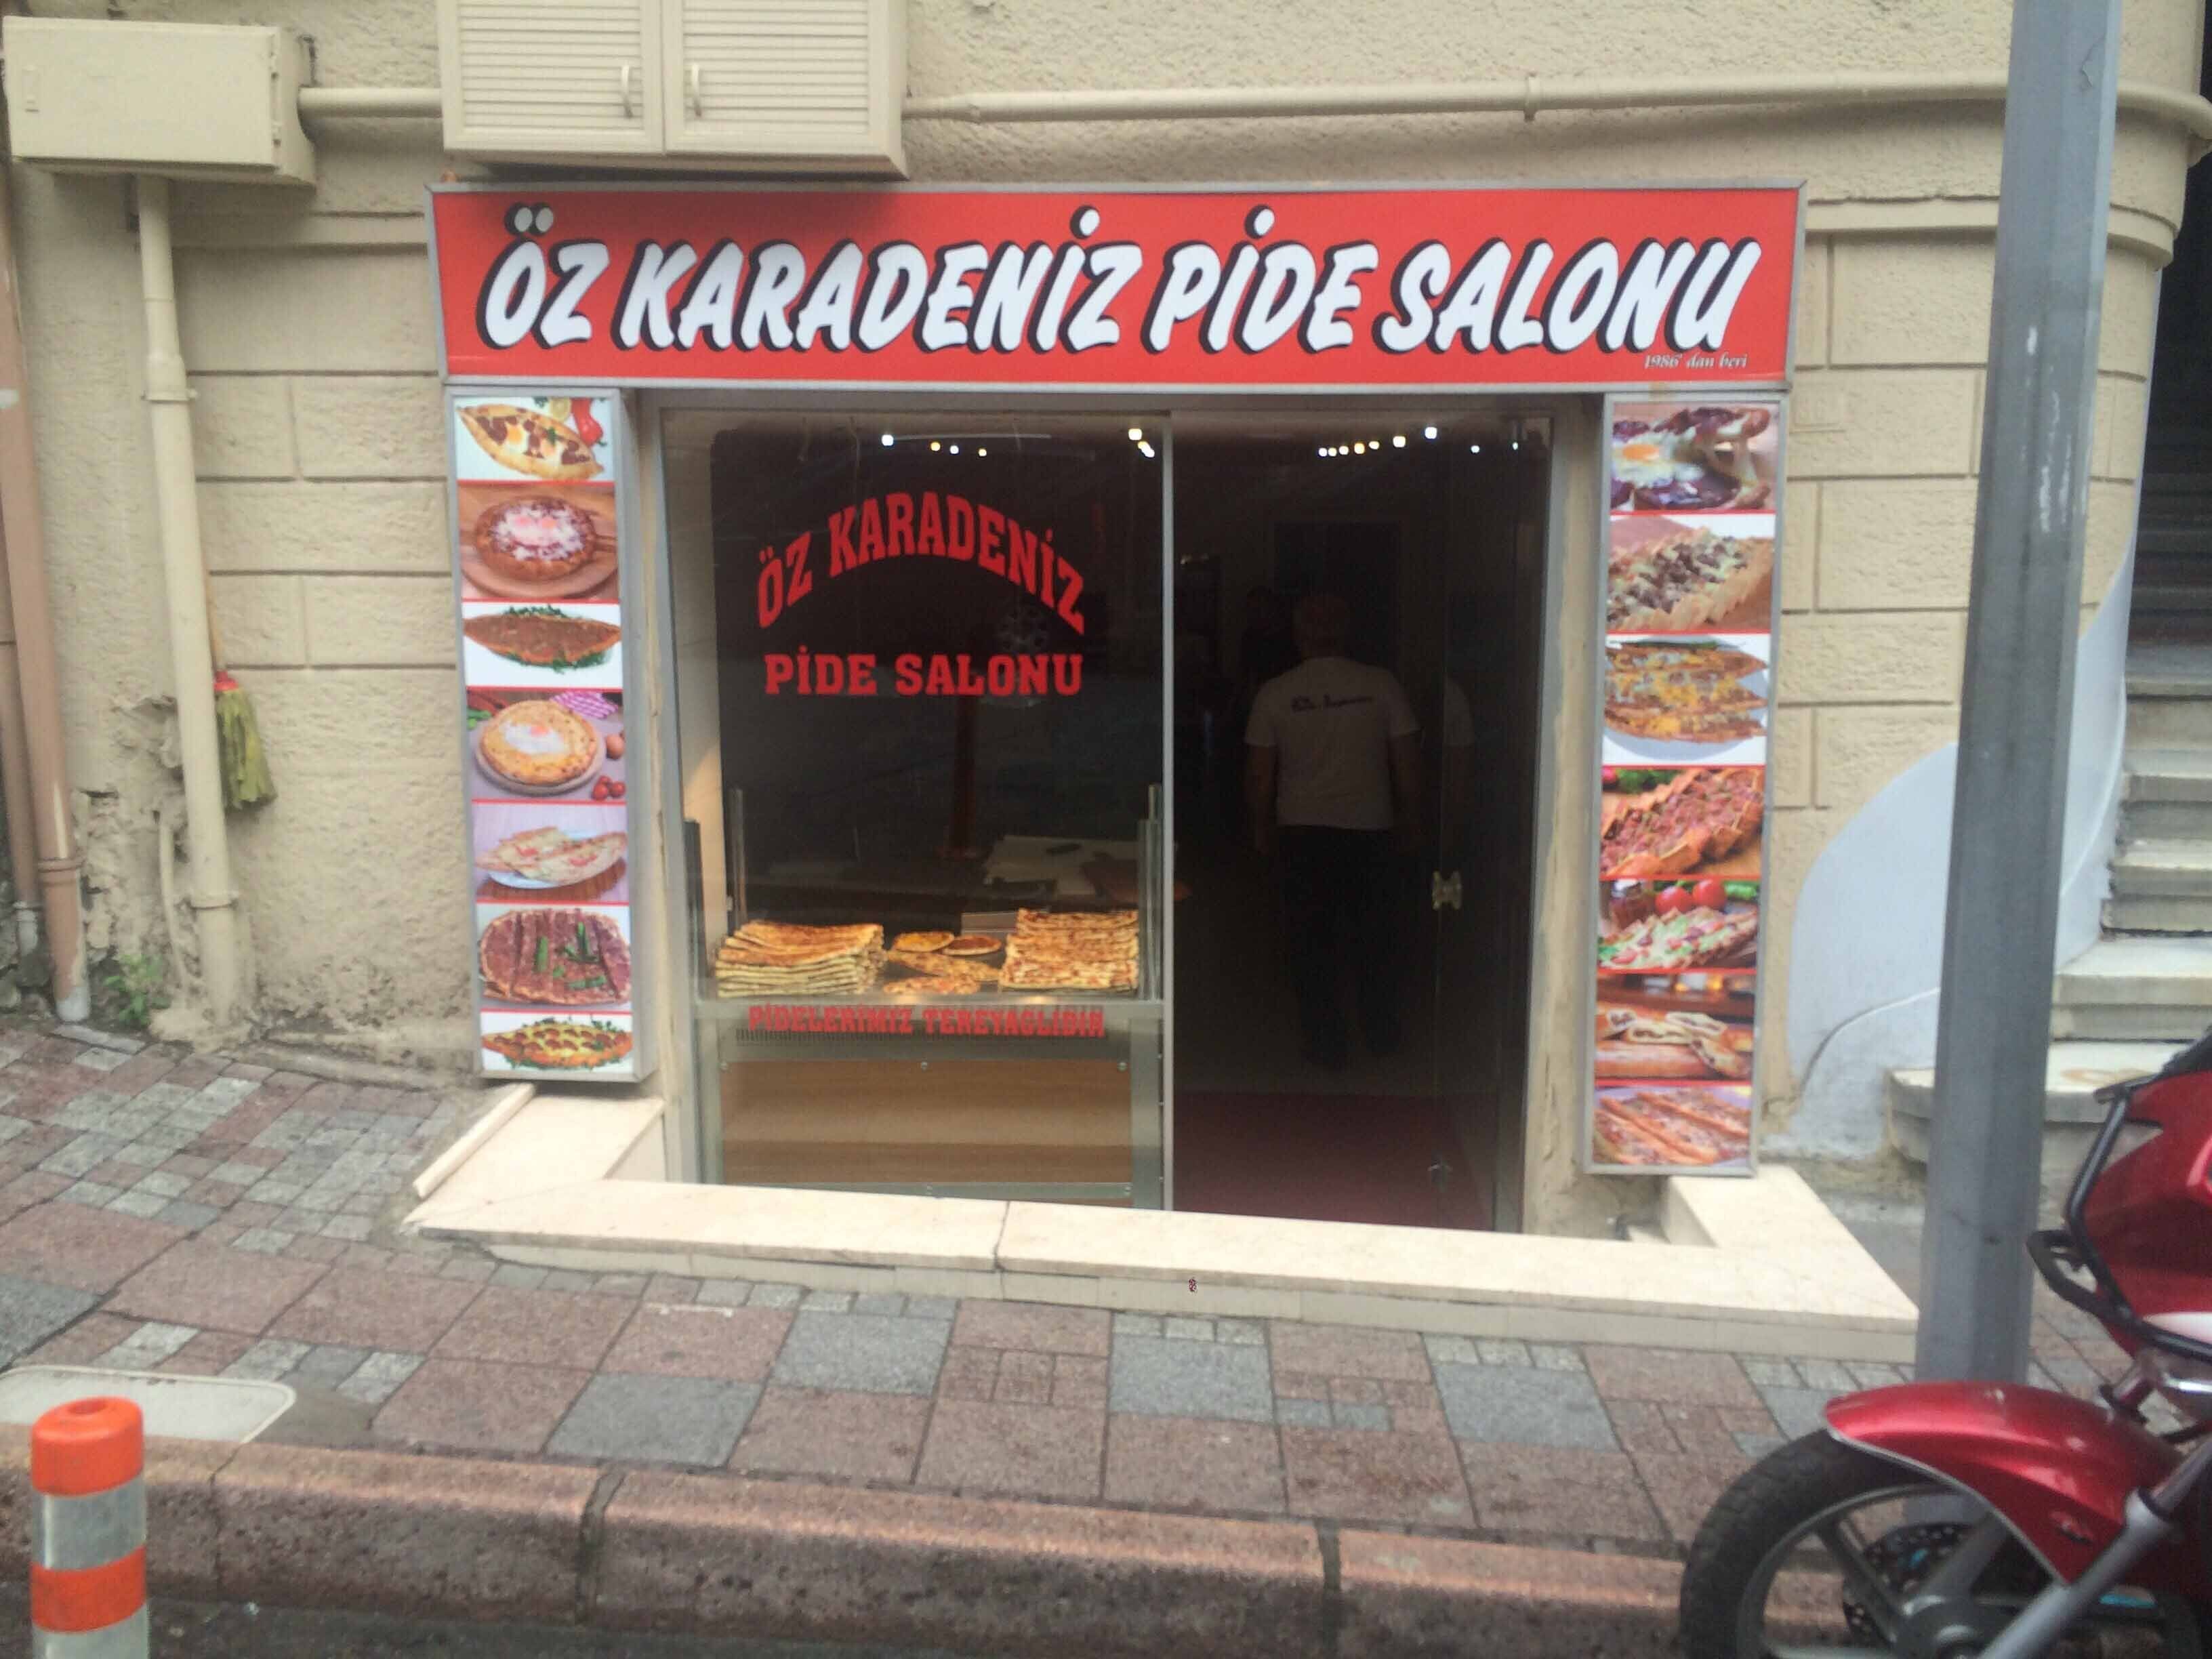 ÖZ KARADENİZ PİDE SALONU
1986' dan beri
ÖZ KARADENİZ
PİDE SALONU
PİDELERİMİZ TEREYAĞLIDIR